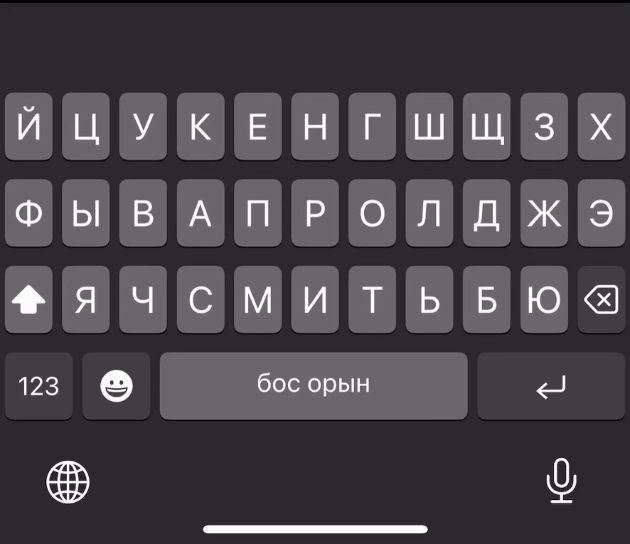 Й Ц У К Е Н Г Ш Щ З Х
Ф Ы В А П Р О Л Д Ж Э
Я Ч С М И Т Ь Б Ю
123 бос орын